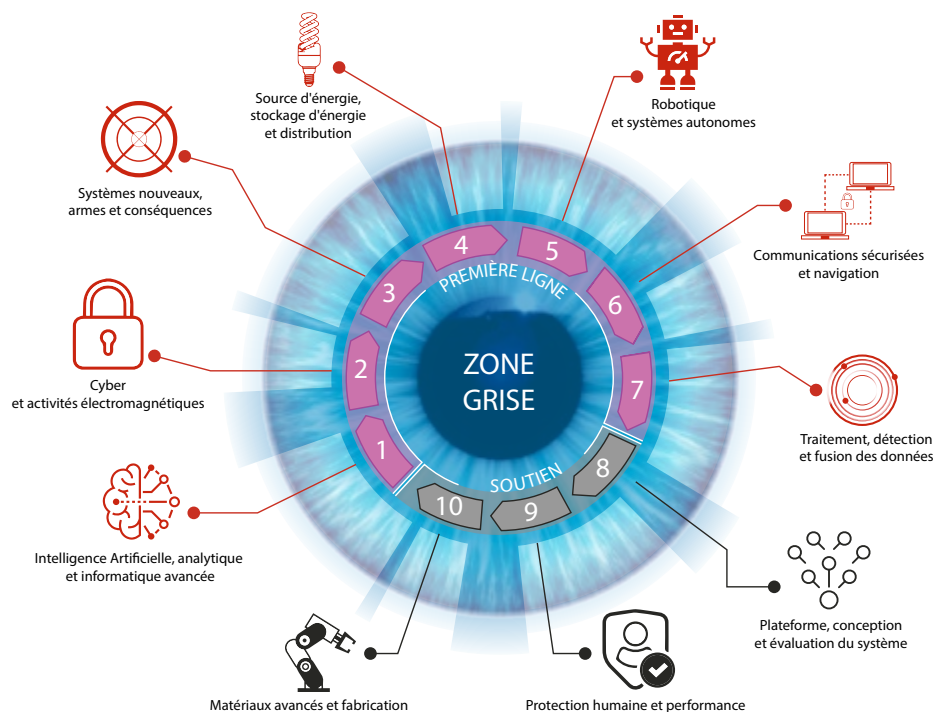 Source d'énergie,
stockage d'énergie
et distribution
Robotique
et systèmes autonomes
Systèmes nouveaux,
armes et conséquences
Communications sécurisées
et navigation
Cyber
et activités électromagnétiques
Traitement, détection
et fusion des données
Intelligence Artificielle, analytique
et informatique avancée
Plateforme, conception
et évaluation du système
Matériaux avancés et fabrication
Protection humaine et performance
PREMIÈRE LIGNE
ZONE
GRISE
SOUTIEN
1
2
3
4
5
6
7
8
9
10